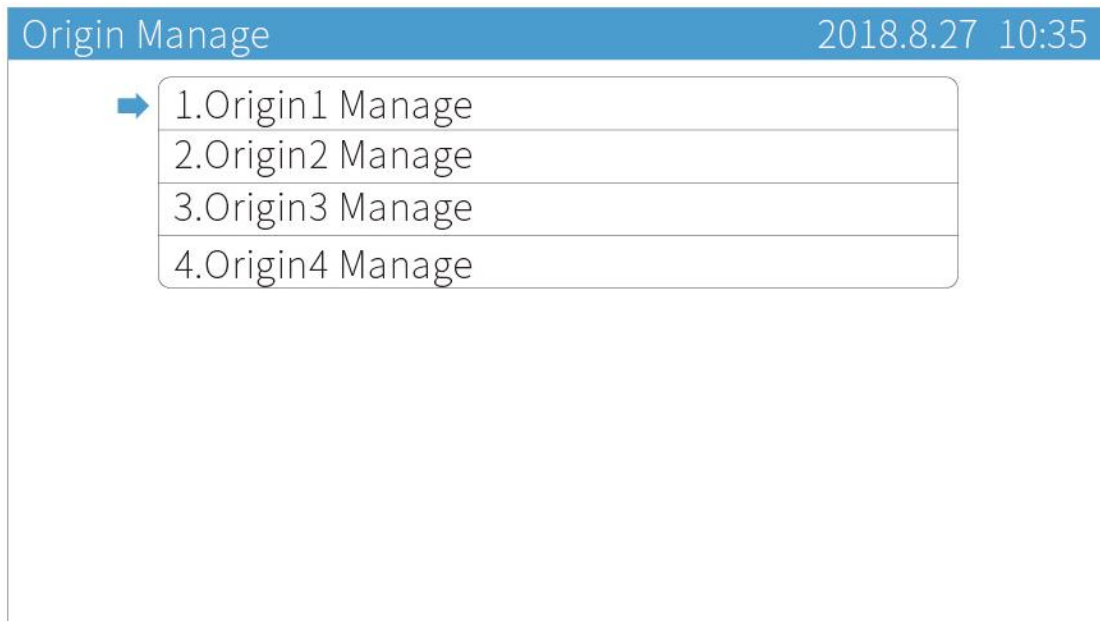 Origin Manage 2018.8.27 10:35
1.Origin1 Manage
2.Origin2 Manage
3.Origin3 Manage
4.Origin4 Manage